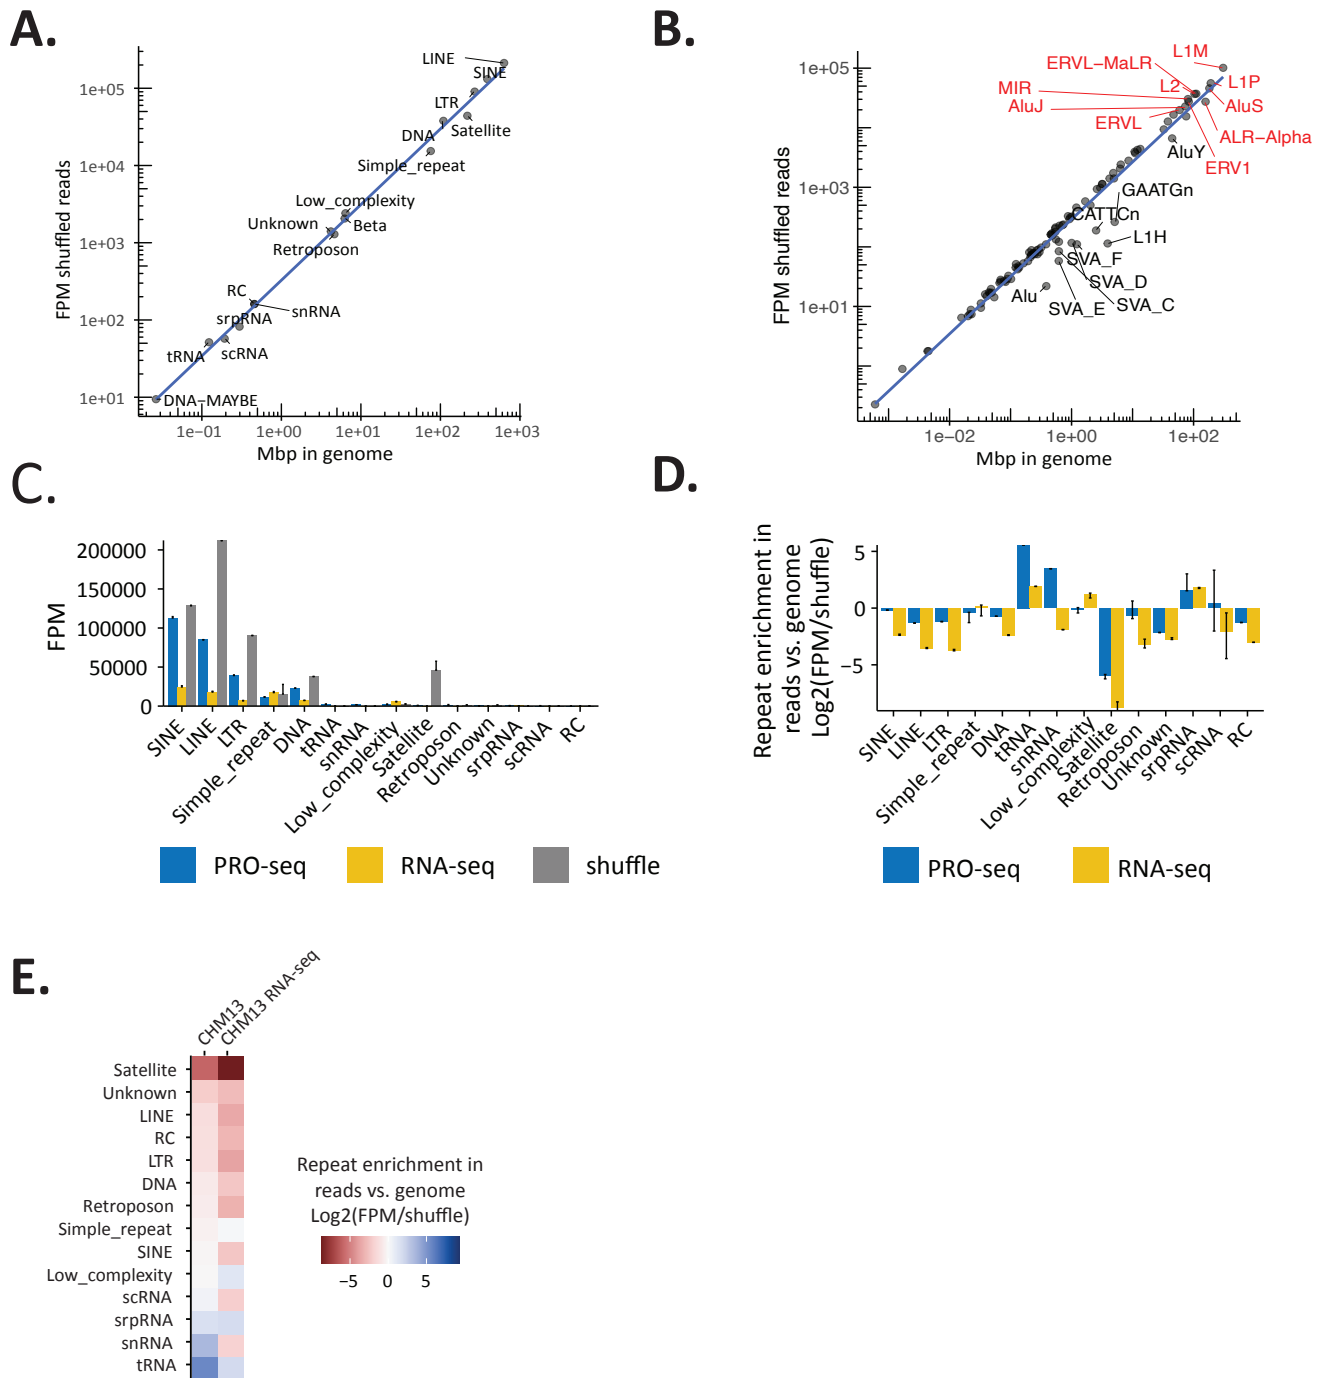 A.
FPM shuffled reads
1e+05
1e+04
1e+03
1e+02
1e+01
LINE
SINE
LTR
DNA
Satellite
Simple_repeat
Low_complexity
Unknown
Beta
Retroposon
RC
snRNA
srpRNA
tRNA
scRNA
DNA−MAYBE
1e−01
1e+00
1e+01
1e+02
1e+03
Mbp in genome
B.
FPM shuffled reads
1e+05
1e+03
1e+01
L1M
ERVL−MaLR
L2
L1P
MIR
AluJ
AluS
ERVL
ALR−Alpha
AluY
ERV1
GAATGn
CATTCn
L1H
SVA_F
SVA_D
Alu
SVA_E
SVA_C
1e−02
1e+00
1e+02
Mbp in genome
C.
FPM
200000
150000
100000
50000
0
SINE
LINE
LTR
Simple_repeat
DNA
tRNA
snRNA
Low_complexity
Satellite
Retroposon
Unknown
srpRNA
scRNA
RC
PRO-seq
RNA-seq
shuffle
D.
Repeat enrichment in
reads vs. genome
Log2(FPM/shuffle)
5
0
−5
SINE
LINE
LTR
Simple_repeat
DNA
tRNA
snRNA
Low_complexity
Satellite
Retroposon
Unknown
srpRNA
scRNA
RC
PRO-seq
RNA-seq
E.
CHM13
CHM13 RNA-seq
Satellite
Unknown
LINE
RC
LTR
DNA
Retroposon
Simple_repeat
SINE
Low_complexity
scRNA
srpRNA
snRNA
tRNA
Repeat enrichment in
reads vs. genome
Log2(FPM/shuffle)
−5
0
5